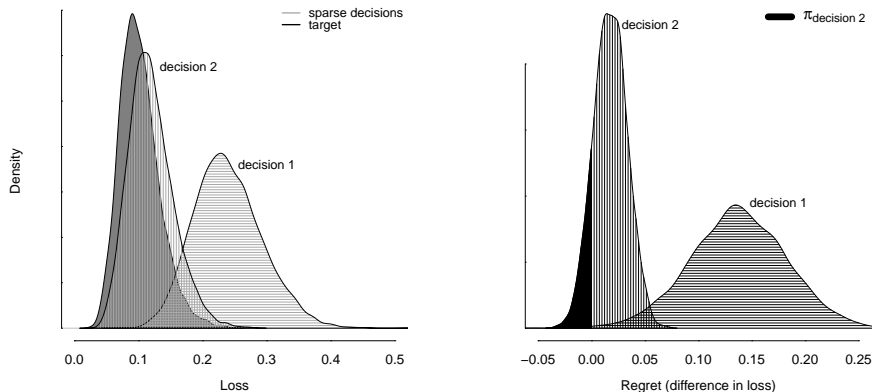 sparse decisions
target
decision 2
decision 1
Density
0.0 0.1 0.2 0.3 0.4 0.5
Loss
π decision 2
decision 2
decision 1
−0.05 0.00 0.05 0.10 0.15 0.20 0.25
Regret (difference in loss)